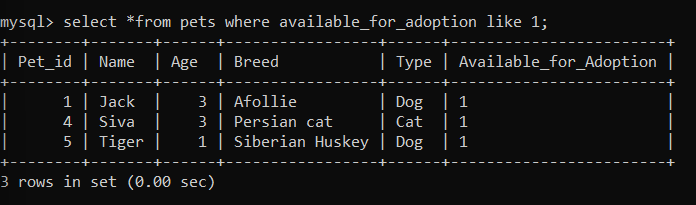 mysql> select *from pets where available_for_adoption like 1;
+--------+-------+------+-----------------+------+------------------------+
| Pet_id | Name  | Age  | Breed           | Type | Available_for_Adoption |
+--------+-------+------+-----------------+------+------------------------+
|      1 | Jack  |    3 | Afollie         | Dog  | 1                      |
|      4 | Siva  |    3 | Persian cat     | Cat  | 1                      |
|      5 | Tiger |    1 | Siberian Huskey | Dog  | 1                      |
+--------+-------+------+-----------------+------+------------------------+
3 rows in set (0.00 sec)